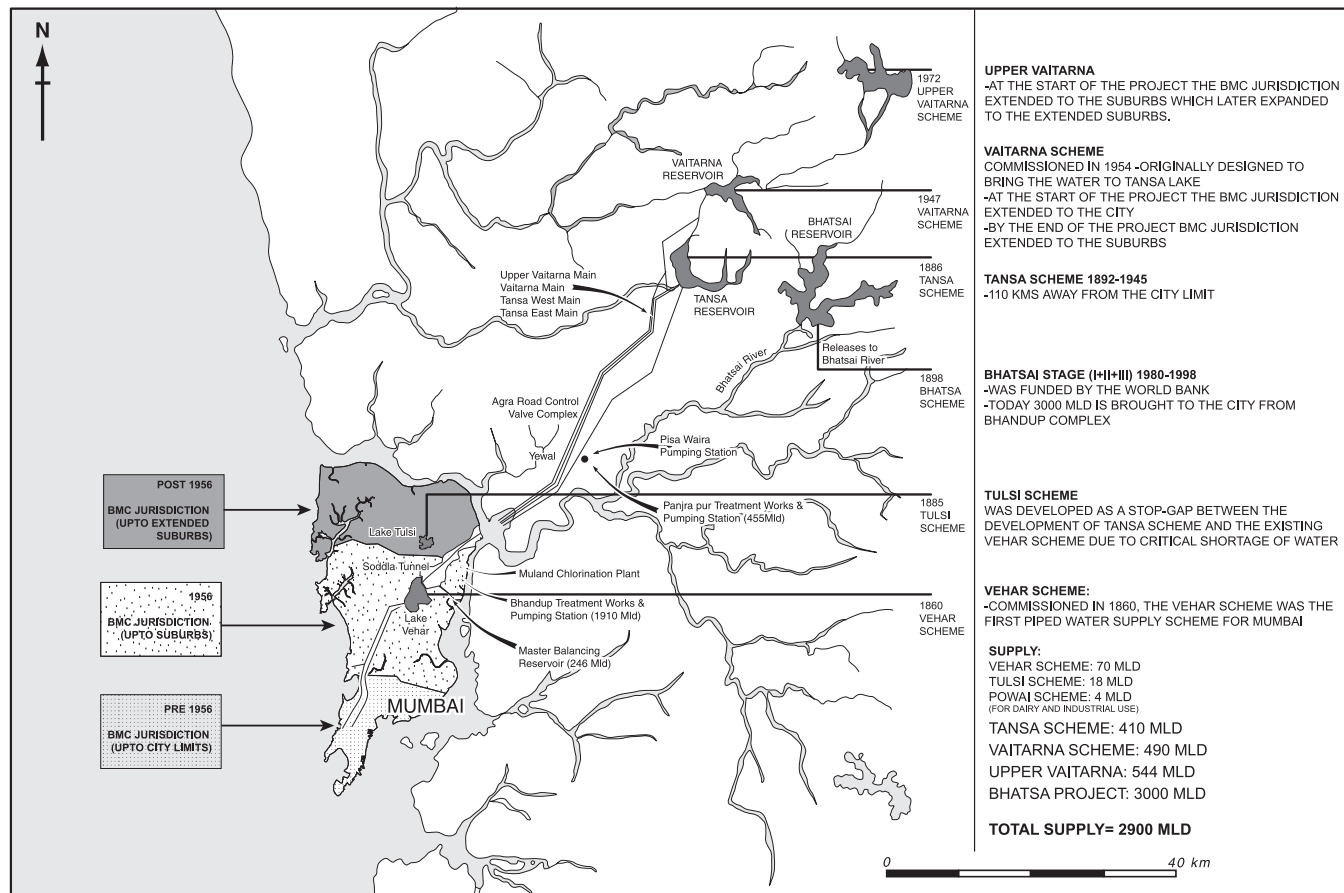 N
1972
UPPER
VAITARNA
SCHEME
VAITARNA
RESERVOIR
1947
VAITARNA
SCHEME
BHATSAI
RESERVOIR
1886
TANSA
SCHEME
Upper Vaitarna Main
Vaitarna Main
Tansa West Main
Tansa East Main
TANSA
RESERVOIR
Releases to
Bhatsai River
Bhatsai River
1898
BHATSA
SCHEME
Agra Road Control
Valve Complex
Yewal
Pisa Waira
Pumping Station
Panjra pur Treatment Works &
Pumping Station (455Mld)
1885
TULSI
SCHEME
POST 1956
BMC JURISDICTION
(UPTO EXTENDED
SUBURBS)
Lake Tulsi
Soddla Tunnel
Muland Chlorination Plant
1956
BMC JURISDICTION
(UPTO SUBURBS)
Bhandup Treatment Works &
Pumping Station (1910 Mld)
Lake
Vehar
1860
VEHAR
SCHEME
Master Balancing
Reservoir (246 Mld)
PRE 1956
BMC JURISDICTION
(UPTO CITY LIMITS)
MUMBAI
UPPER VAITARNA
-AT THE START OF THE PROJECT THE BMC JURISDICTION
EXTENDED TO THE SUBURBS WHICH LATER EXPANDED
TO THE EXTENDED SUBURBS.
VAITARNA SCHEME
COMMISSIONED IN 1954 -ORIGINALLY DESIGNED TO
BRING THE WATER TO TANSA LAKE
-AT THE START OF THE PROJECT THE BMC JURISDICTION
EXTENDED TO THE CITY
-BY THE END OF THE PROJECT BMC JURISDICTION
EXTENDED TO THE SUBURBS
TANSA SCHEME 1892-1945
-110 KMS AWAY FROM THE CITY LIMIT
BHATSAI STAGE (I+II+III) 1980-1998
-WAS FUNDED BY THE WORLD BANK
-TODAY 3000 MLD IS BROUGHT TO THE CITY FROM
BHANDUP COMPLEX
TULSI SCHEME
WAS DEVELOPED AS A STOP-GAP BETWEEN THE
DEVELOPMENT OF TANSA SCHEME AND THE EXISTING
VEHAR SCHEME DUE TO CRITICAL SHORTAGE OF WATER
VEHAR SCHEME:
-COMMISSIONED IN 1860, THE VEHAR SCHEME WAS THE
FIRST PIPED WATER SUPPLY SCHEME FOR MUMBAI
SUPPLY:
VEHAR SCHEME: 70 MLD
TULSI SCHEME: 18 MLD
POWAI SCHEME: 4 MLD
(FOR DAIRY AND INDUSTRIAL USE)
TANSA SCHEME: 410 MLD
VAITARNA SCHEME: 490 MLD
UPPER VAITARNA: 544 MLD
BHATSA PROJECT: 3000 MLD
TOTAL SUPPLY= 2900 MLD
0 40 km